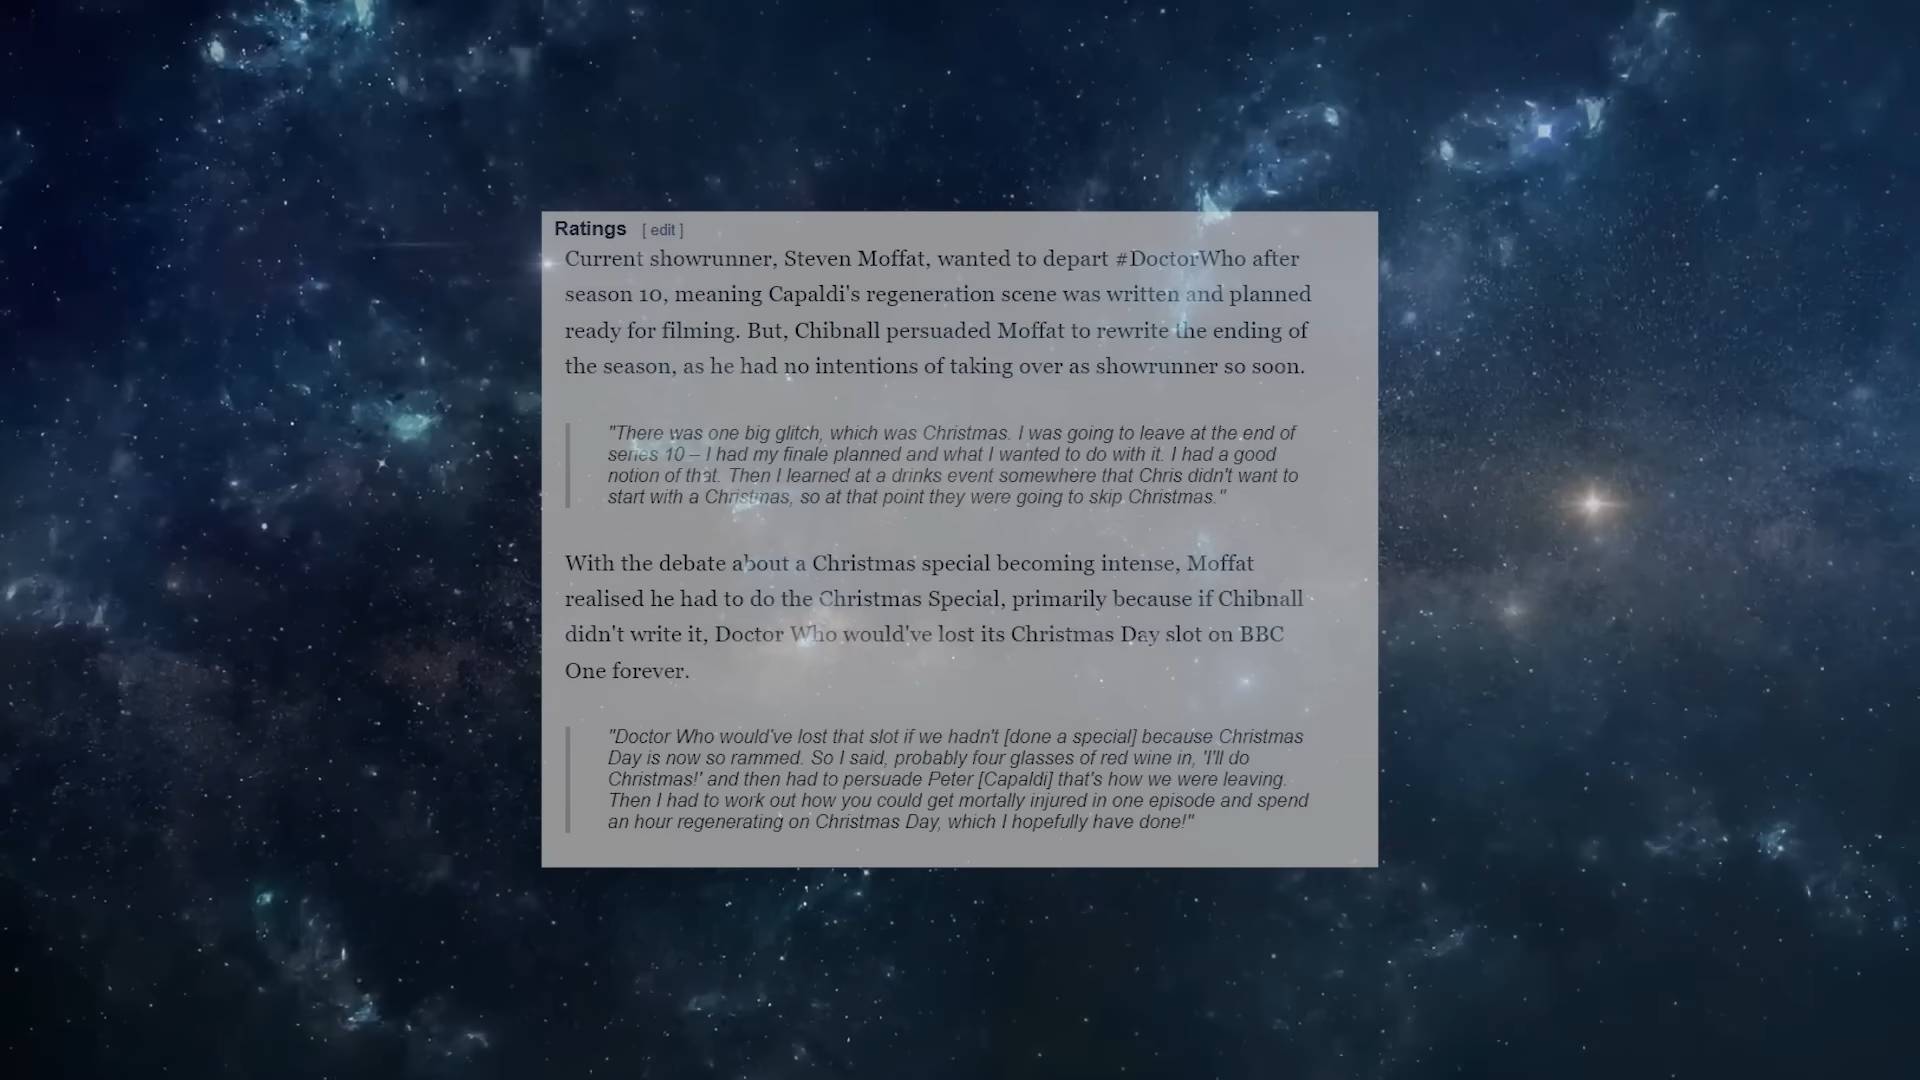 Ratings [ edit ]
Current showrunner, Steven Moffat, wanted to depart #DoctorWho after
season 10, meaning Capaldi's regeneration scene was written and planned
ready for filming. But, Chibnall persuaded Moffat to rewrite the ending of
the season, as he had no intentions of taking over as showrunner so soon.
"There was one big glitch, which was Christmas. I was going to leave at the end of
series 10 – I had my finale planned and what I wanted to do with it. I had a good
notion of that. Then I learned at a drinks event somewhere that Chris didn't want to
start with a Christmas, so at that point they were going to skip Christmas."
With the debate about a Christmas special becoming intense, Moffat
realised he had to do the Christmas Special, primarily because if Chibnall
didn't write it, Doctor Who would've lost its Christmas Day slot on BBC
One forever.
"Doctor Who would've lost that slot if we hadn't [done a special] because Christmas
Day is now so rammed. So I said, probably four glasses of red wine in, 'I'll do
Christmas!' and then had to persuade Peter [Capaldi] that's how we were leaving.
Then I had to work out how you could get mortally injured in one episode and spend
an hour regenerating on Christmas Day, which I hopefully have done!"